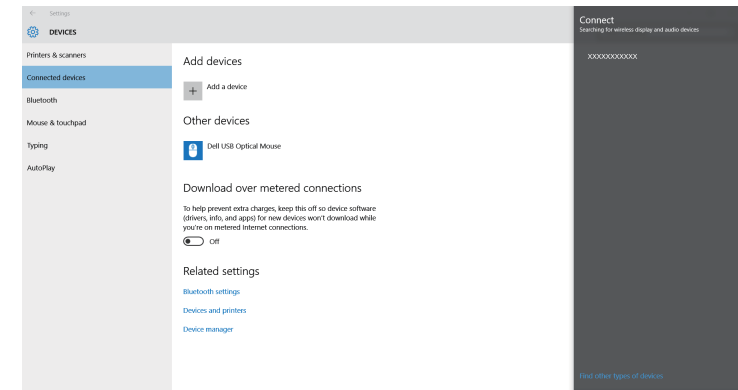 Settings
DEVICES
Printers & scanners
Connected devices
Bluetooth
Mouse & touchpad
Typing
AutoPlay
Add devices
Add a device
Other devices
Dell USB Optical Mouse
Download over metered connections
To help prevent extra charges, keep this off so device software
(drivers, info, and apps) for new devices won't download while
you're on metered Internet connections.
Off
Related settings
Bluetooth settings
Devices and printers
Device manager
Connect
Searching for wireless display and audio devices
XXXXXXXXXXX
Find other types of devices